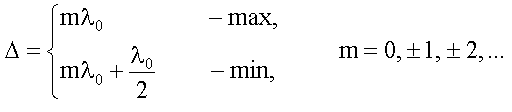 Δ = { mλ₀ – max,
mλ₀ + λ₀/2 – min,
m = 0, ±1, ±2, ...